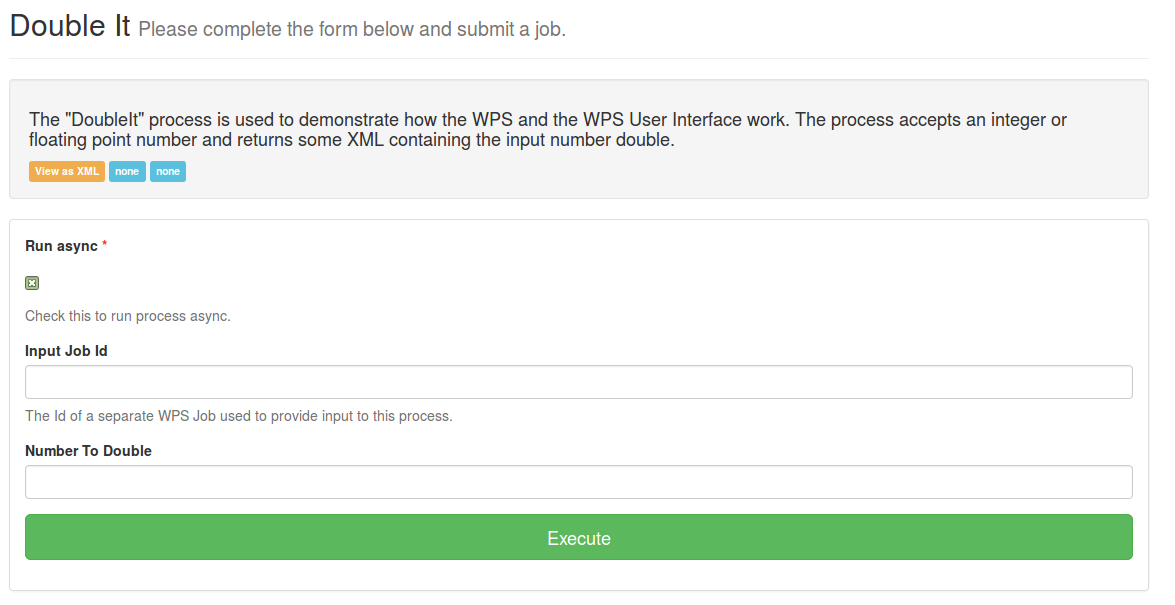 Double It Please complete the form below and submit a job.
The "DoubleIt" process is used to demonstrate how the WPS and the WPS User Interface work. The process accepts an integer or
floating point number and returns some XML containing the input number double.
View as XML none none
Run async *
Check this to run process async.
Input Job Id
The Id of a separate WPS Job used to provide input to this process.
Number To Double
Execute